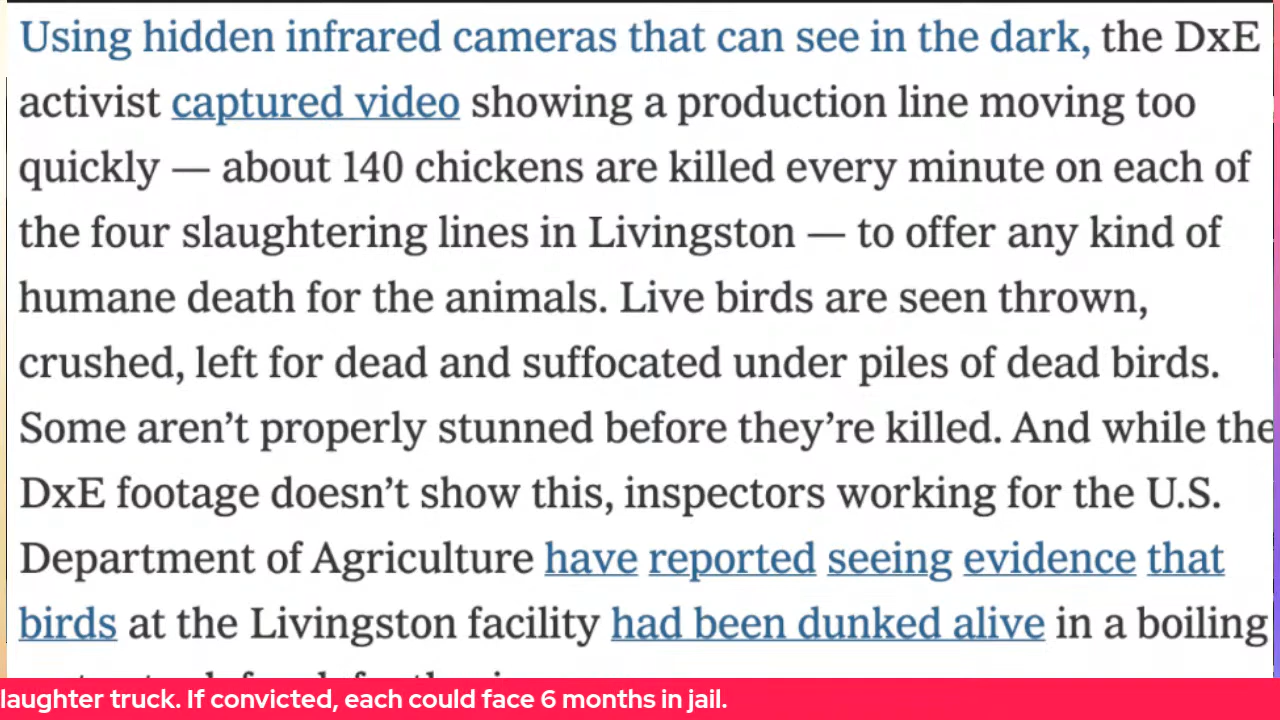 Using hidden infrared cameras that can see in the dark, the DxE
activist captured video showing a production line moving too
quickly — about 140 chickens are killed every minute on each of
the four slaughtering lines in Livingston — to offer any kind of
humane death for the animals. Live birds are seen thrown,
crushed, left for dead and suffocated under piles of dead birds.
Some aren’t properly stunned before they’re killed. And while the
DxE footage doesn’t show this, inspectors working for the U.S.
Department of Agriculture have reported seeing evidence that
birds at the Livingston facility had been dunked alive in a boiling
laughter truck. If convicted, each could face 6 months in jail.